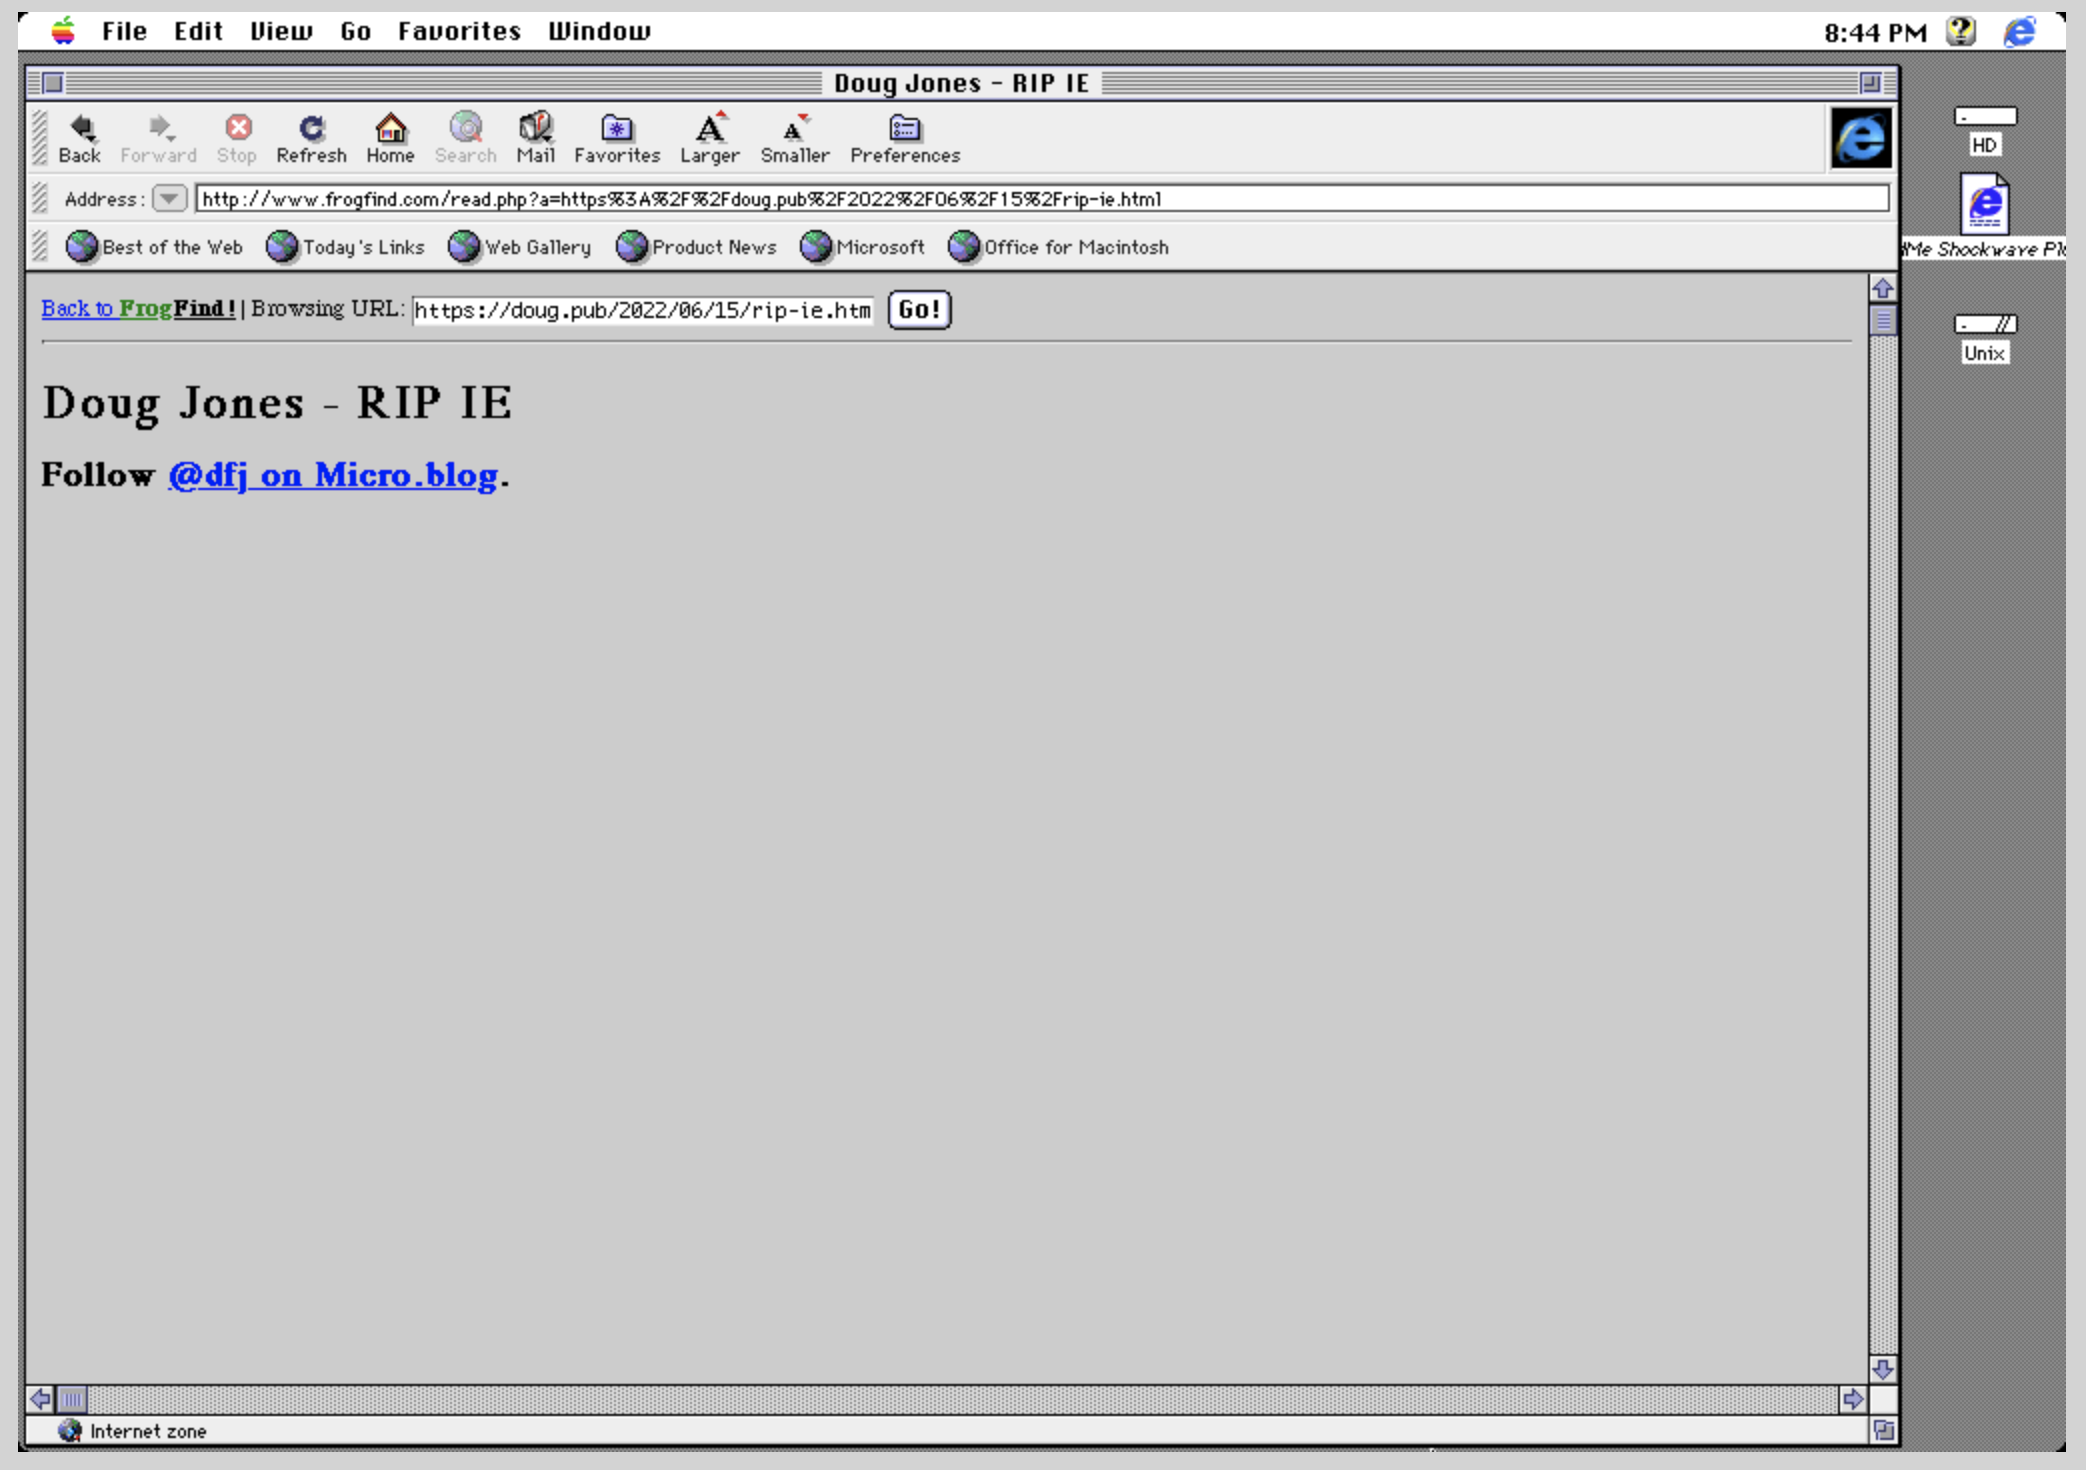 File Edit View Go Favorites Window 8:44 PM
Doug Jones - RIP IE
Back Forward Stop Refresh Home Search Mail Favorites Larger Smaller Preferences
HD
Address: http://www.frogfind.com/read.php?a=https%3A%2F%2Fdoug.pub%2F2022%2F06%2F15%2Frip-ie.html
Best of the Web Today's Links Web Gallery Product News Microsoft Office for Macintosh
Me Shockwave
Back to FrogFind! | Browsing URL: https://doug.pub/2022/06/15/rip-ie.htm Go!
Unix
Doug Jones - RIP IE
Follow @dfj on Micro.blog.
Internet zone